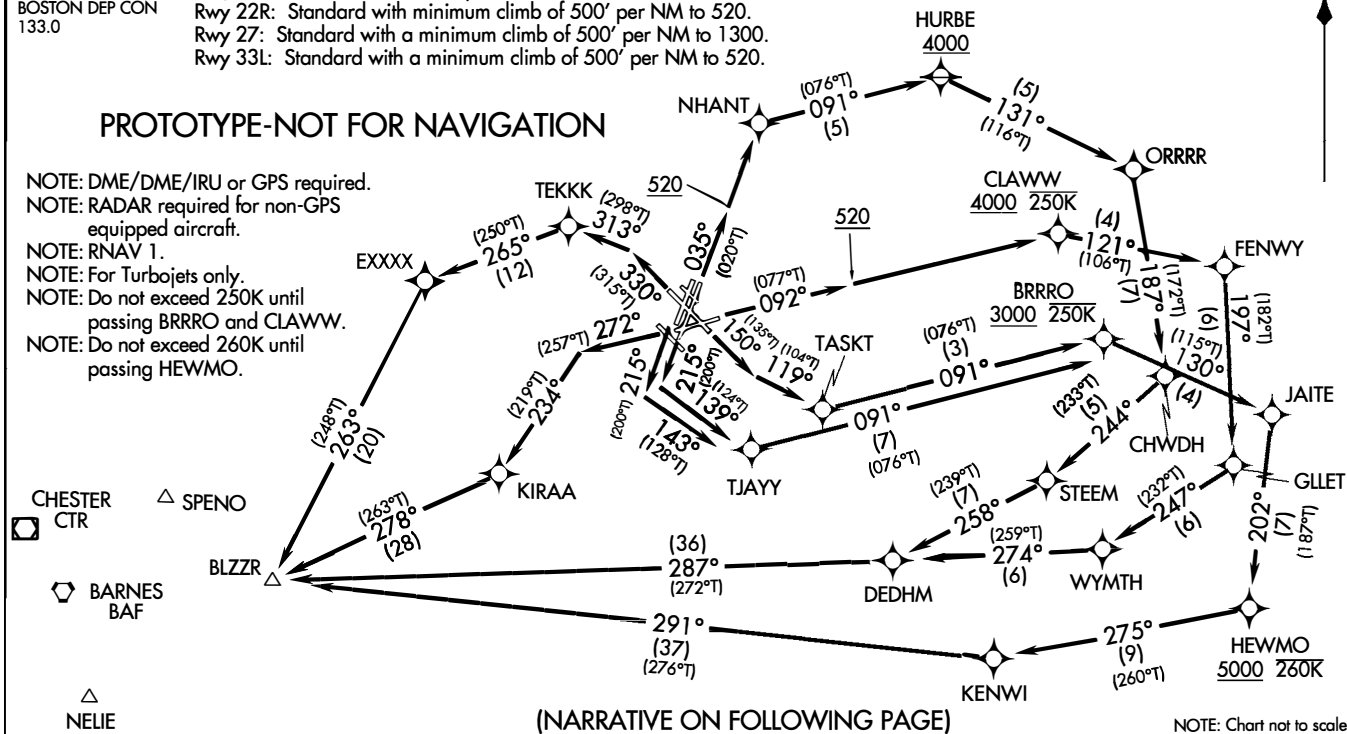 BOSTON DEP CON
133.0
Rwy 22R: Standard with minimum climb of 500' per NM to 520.
Rwy 27: Standard with a minimum climb of 500' per NM to 1300.
Rwy 33L: Standard with a minimum climb of 500' per NM to 520.
PROTOTYPE-NOT FOR NAVIGATION
NOTE: DME/DME/IRU or GPS required.
NOTE: RADAR required for non-GPS
equipped aircraft.
NOTE: RNAV 1.
NOTE: For Turbojets only.
NOTE: Do not exceed 250K until
passing BRRRO and CLAWW.
NOTE: Do not exceed 260K until
passing HEWMO.
HURBE
4000
NHANT
(076°T)
091°
(5)
(5)
131°
(116°T)
ORRRR
TEKKK
520
(298°T)
313°
CLAWW
4000 250K
520
(4)
121°
(106°T)
FENWY
(250°T)
265°
(12)
EXXXX
330°
(315°T)
035°
(020°T)
(077°T)
092°
(172°T)
187°
(7)
(182°T)
197°
(6)
BRRRO
3000 250K
272°
(257°T)
(135°T)
150°
(104°T)
119°
TASKT
(076°T)
(3)
091°
(115°T)
130°
(4)
JAITE
215°
(200°T)
215°
(200°T)
(124°T)
139°
143°
(128°T)
(219°T)
234°
091°
(7)
(076°T)
(233°T)
(5)
244°
CHWDH
(248°T)
263°
(20)
KIRAA
TJAYY
STEEM
GLLET
CHESTER
CTR
SPENO
(263°T)
278°
(28)
(239°T)
(7)
258°
(232°T)
247°
(6)
202°
(7)
(187°T)
BLZZR
(36)
287°
(272°T)
(259°T)
274°
(6)
DEDHM
WYMTH
BARNES
BAF
291°
(37)
(276°T)
275°
(9)
(260°T)
HEWMO
5000 260K
KENWI
NELIE
(NARRATIVE ON FOLLOWING PAGE)
NOTE: Chart not to scale